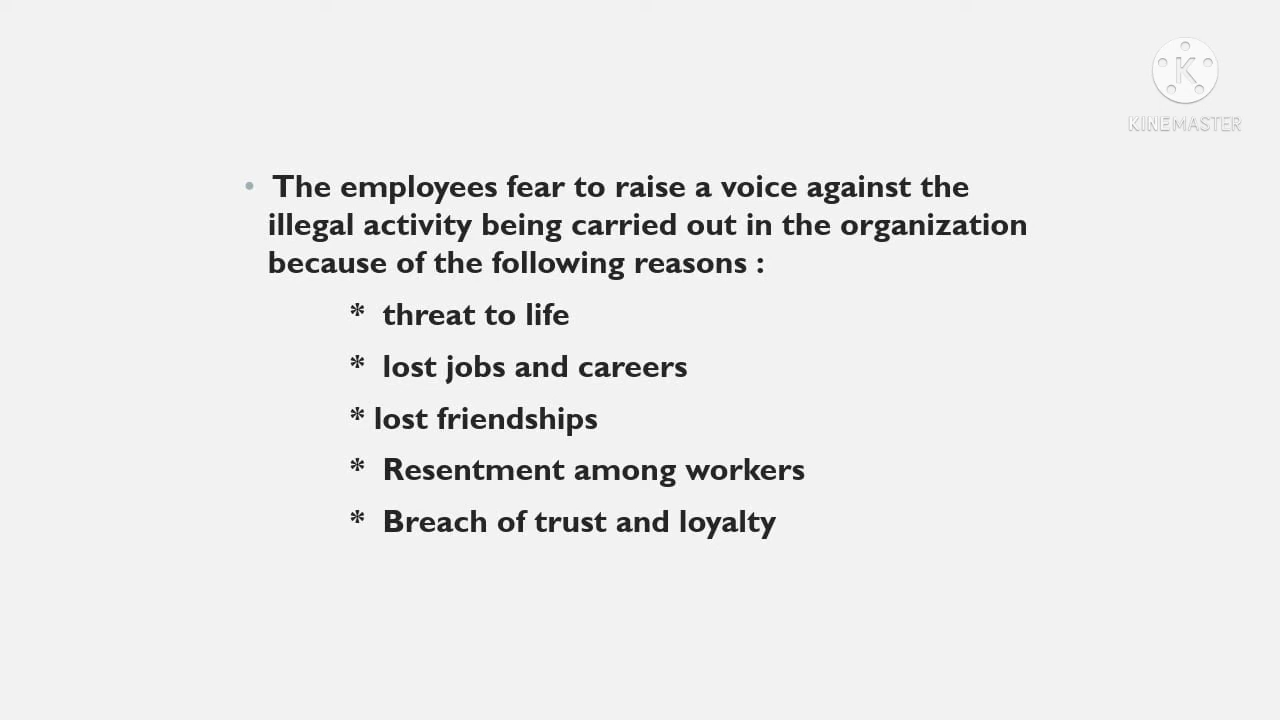 K
KINEMASTER
• The employees fear to raise a voice against the
illegal activity being carried out in the organization
because of the following reasons :
* threat to life
* lost jobs and careers
* lost friendships
* Resentment among workers
* Breach of trust and loyalty